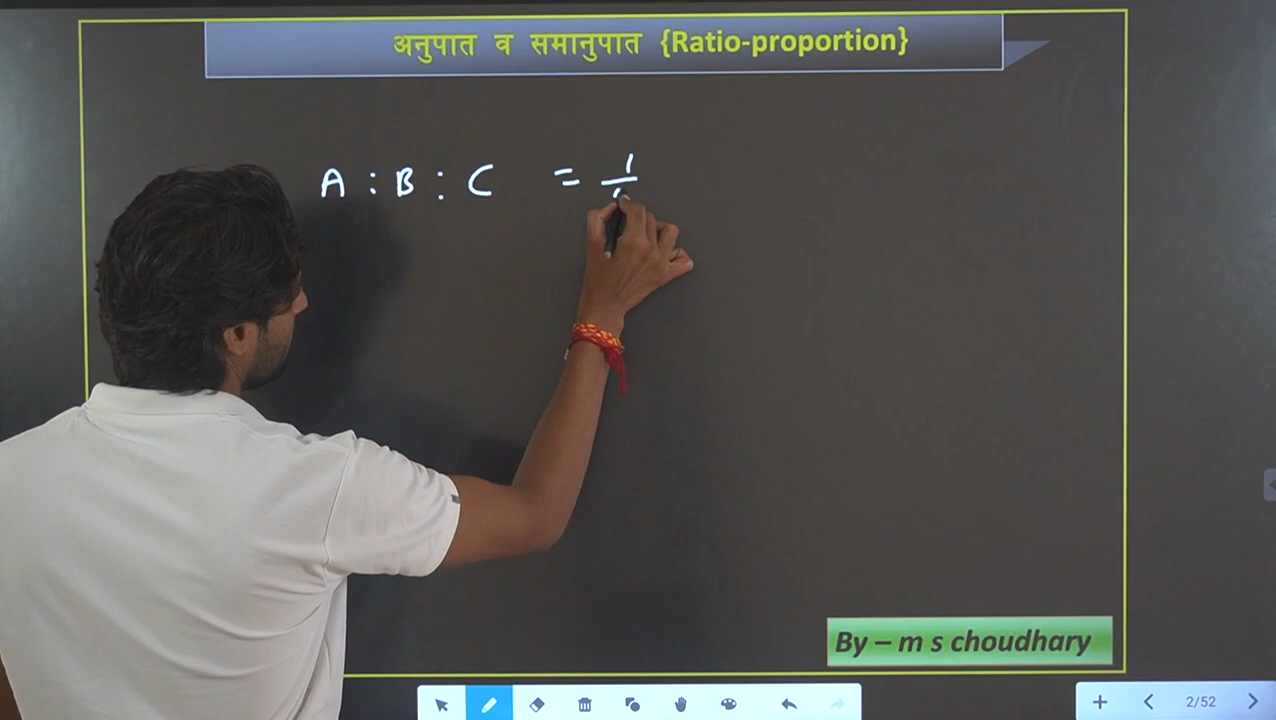 अनुपात व समानुपात {Ratio-proportion}
A : B : C = 1
By – m s choudhary
2/52